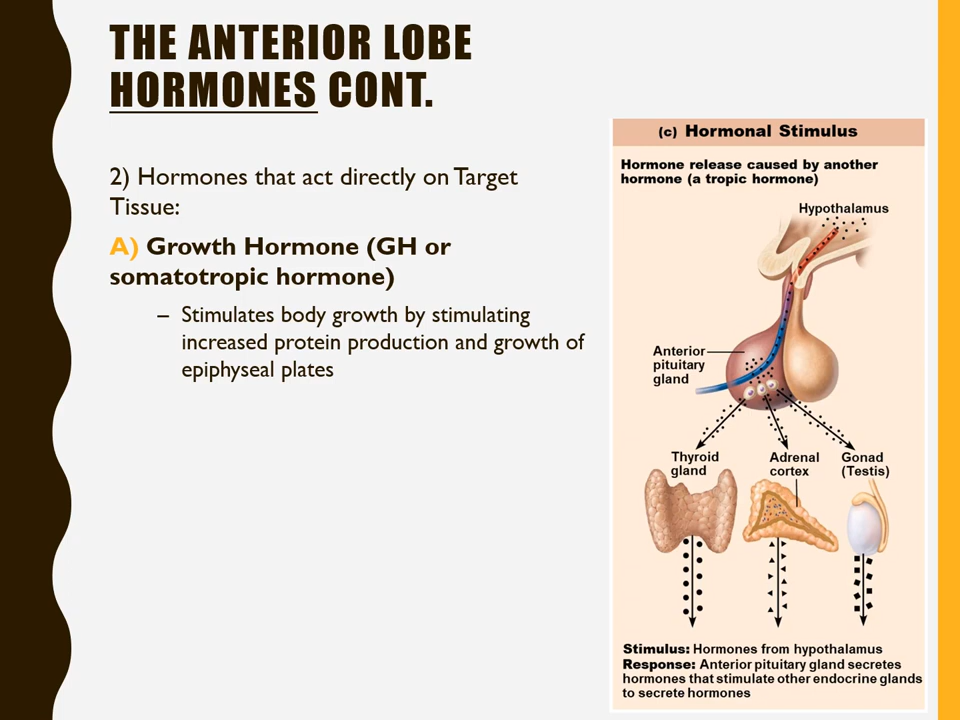 THE ANTERIOR LOBE
HORMONES CONT.
2) Hormones that act directly on Target
Tissue:
A) Growth Hormone (GH or
somatotropic hormone)
– Stimulates body growth by stimulating
increased protein production and growth of
epiphyseal plates
(c) Hormonal Stimulus
Hormone release caused by another
hormone (a tropic hormone)
Hypothalamus
Anterior
pituitary
gland
Thyroid
gland
Adrenal
cortex
Gonad
(Testis)
Stimulus: Hormones from hypothalamus
Response: Anterior pituitary gland secretes
hormones that stimulate other endocrine glands
to secrete hormones